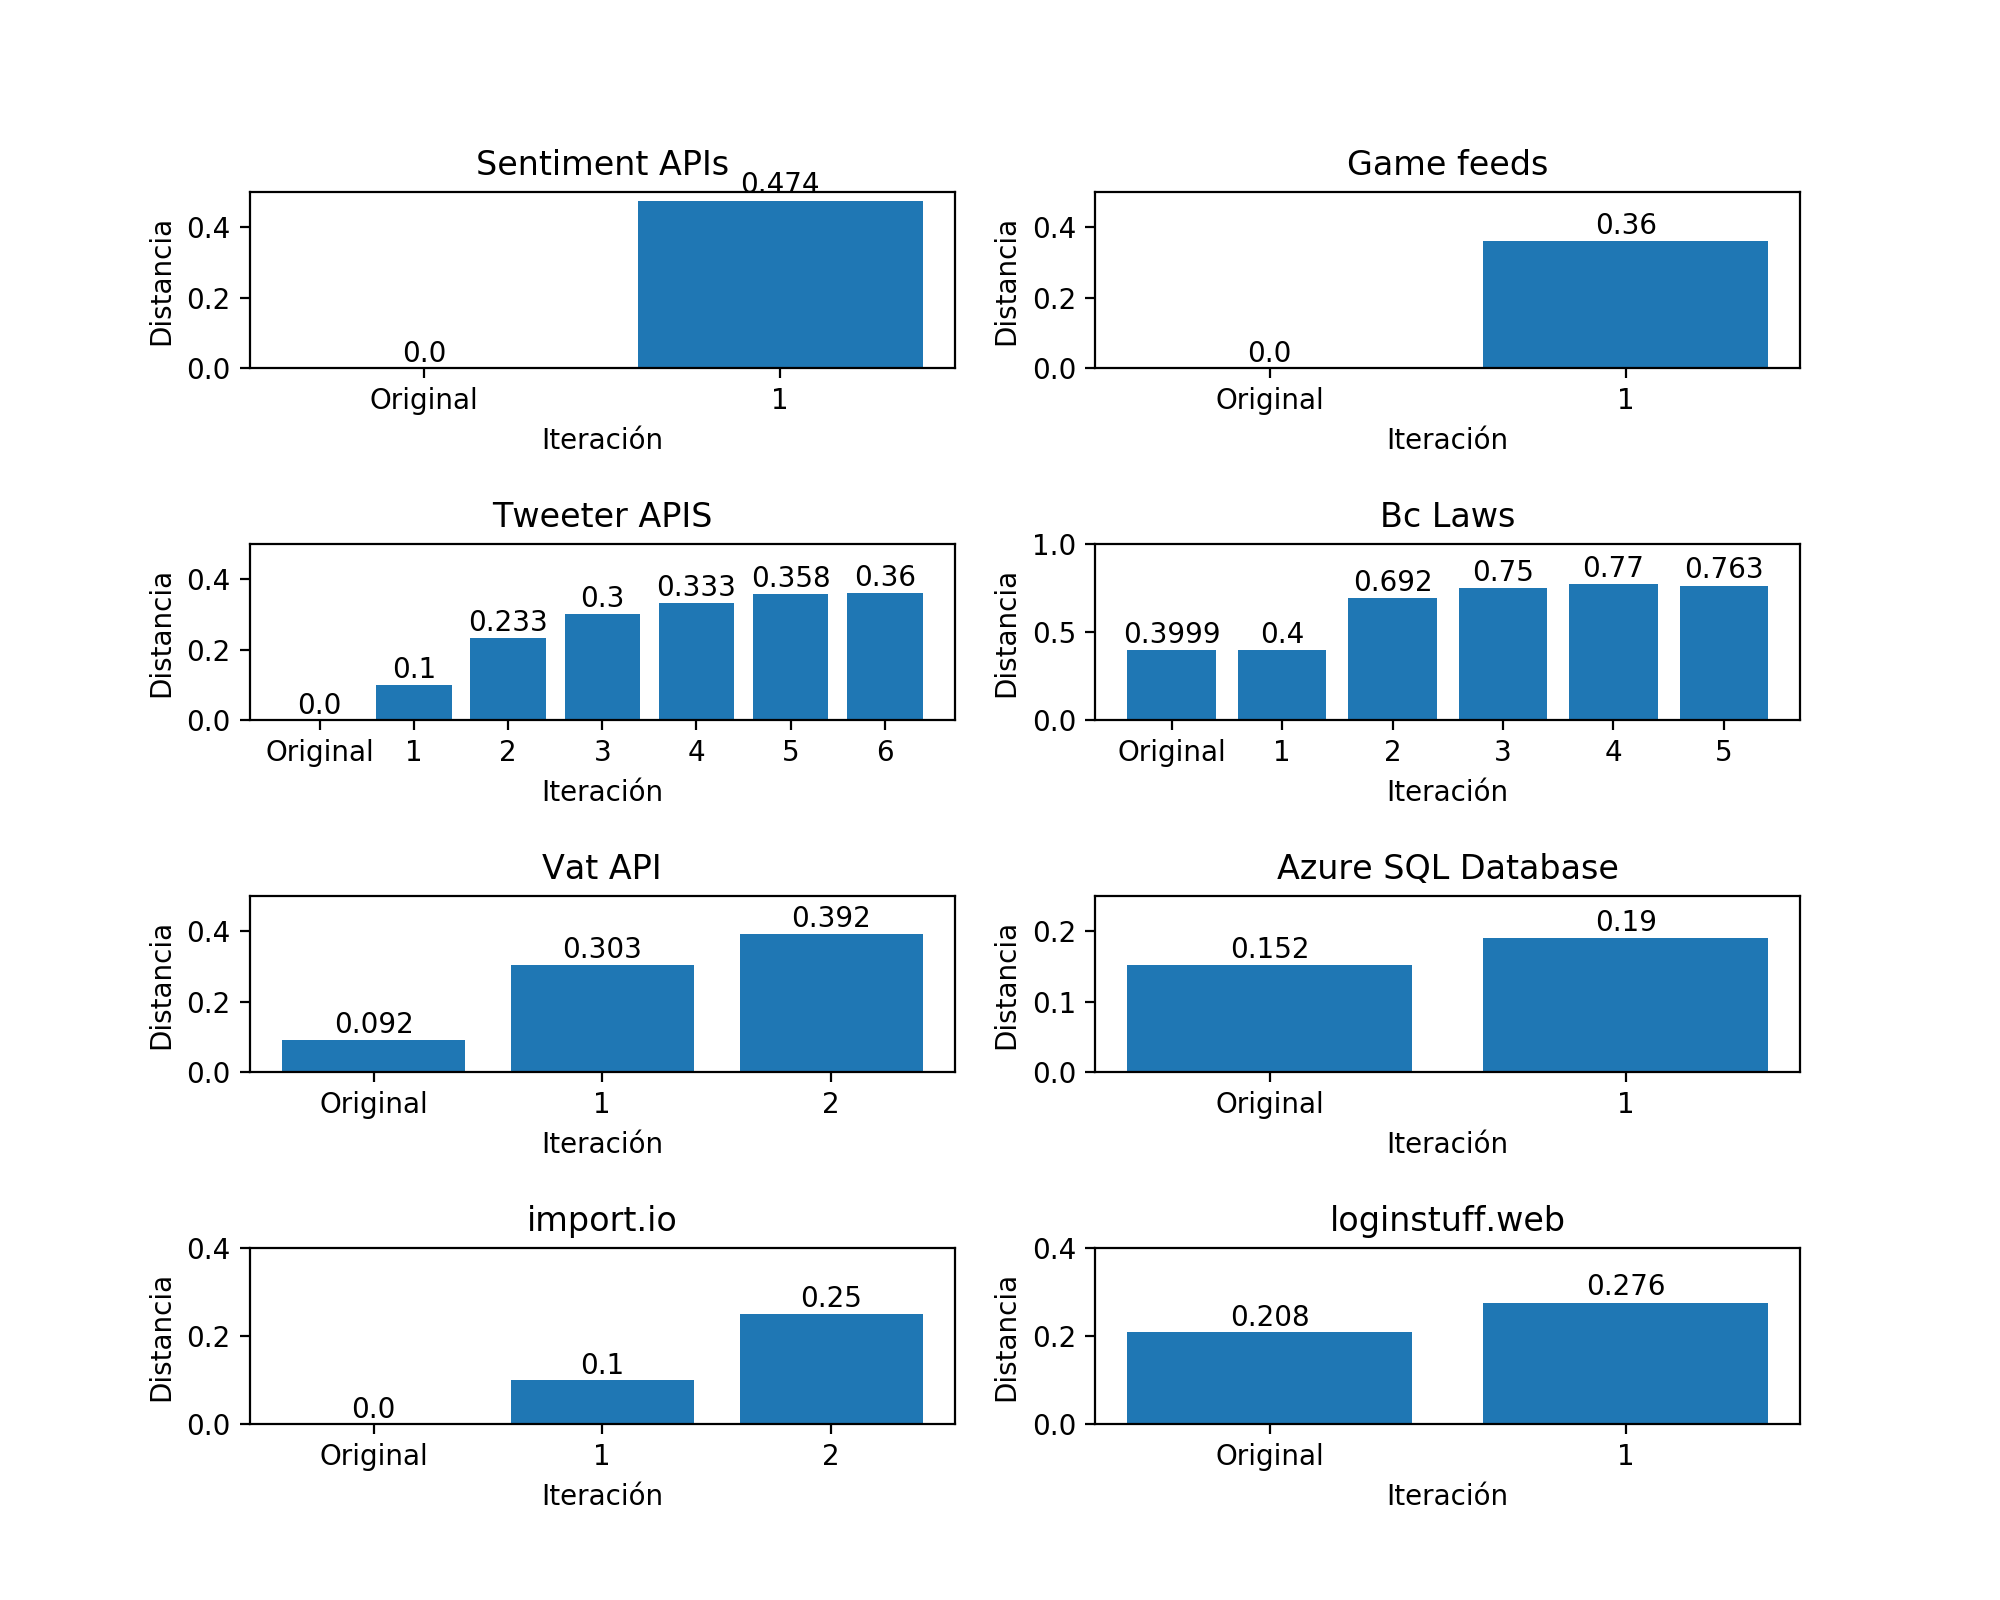 Sentiment APIs
0.474
0.4
0.2
0.0
0.0
Distancia
Original 1
Iteración
Game feeds
0.36
0.4
0.2
0.0
0.0
Distancia
Original 1
Iteración
Tweeter APIS
0.4
0.2
0.0
0.0 0.1 0.233 0.3 0.333 0.358 0.36
Distancia
Original 1 2 3 4 5 6
Iteración
Bc Laws
1.0
0.5
0.0
0.3999 0.4 0.692 0.75 0.77 0.763
Distancia
Original 1 2 3 4 5
Iteración
Vat API
0.4
0.2
0.0
0.092 0.303 0.392
Distancia
Original 1 2
Iteración
Azure SQL Database
0.2
0.1
0.0
0.152 0.19
Distancia
Original 1
Iteración
import.io
0.4
0.2
0.0
0.0 0.1 0.25
Distancia
Original 1 2
Iteración
loginstuff.web
0.4
0.2
0.0
0.208 0.276
Distancia
Original 1
Iteración